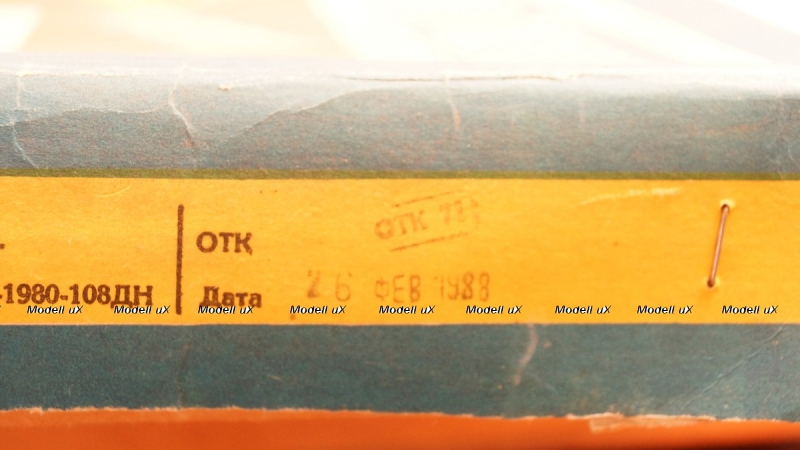 ОТК ОТК
-1980-108ДН Дата 26 ФЕВ 1988
Modell uX Modell uX Modell uX Modell uX Modell uX Modell uX Modell uX Modell uX Modell uX